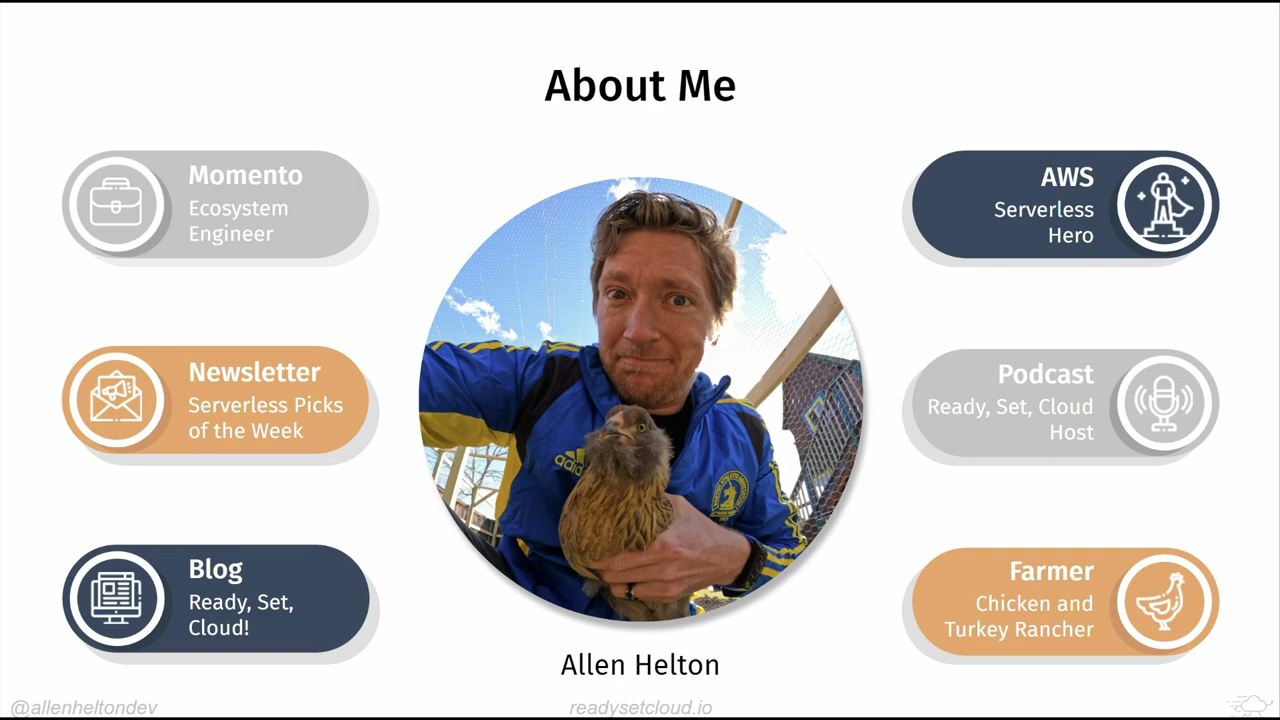 About Me
Momento
Ecosystem
Engineer
Newsletter
Serverless Picks
of the Week
Blog
Ready, Set,
Cloud!
adidas
Allen Helton
AWS
Serverless
Hero
Podcast
Ready, Set, Cloud
Host
Farmer
Chicken and
Turkey Rancher
@allenheltondev
readysetcloud.io